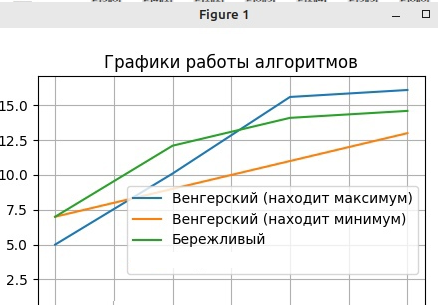 Figure 1
Графики работы алгоритмов
15.0
12.5
10.0
7.5
5.0
2.5
Венгерский (находит максимум)
Венгерский (находит минимум)
Бережливый